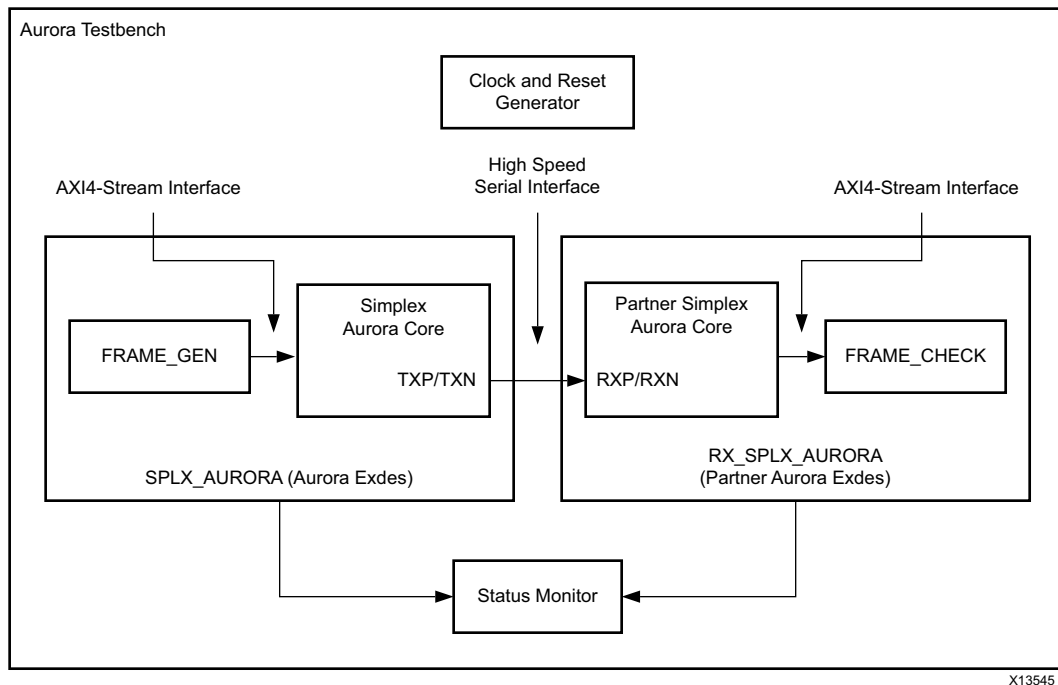 Aurora Testbench
Clock and Reset
Generator
High Speed
Serial Interface
AXI4-Stream Interface
AXI4-Stream Interface
Simplex
Aurora Core
Partner Simplex
Aurora Core
FRAME_GEN
FRAME_CHECK
TXP/TXN
RXP/RXN
SPLX_AURORA (Aurora Exdes)
RX_SPLX_AURORA
(Partner Aurora Exdes)
Status Monitor
X13545